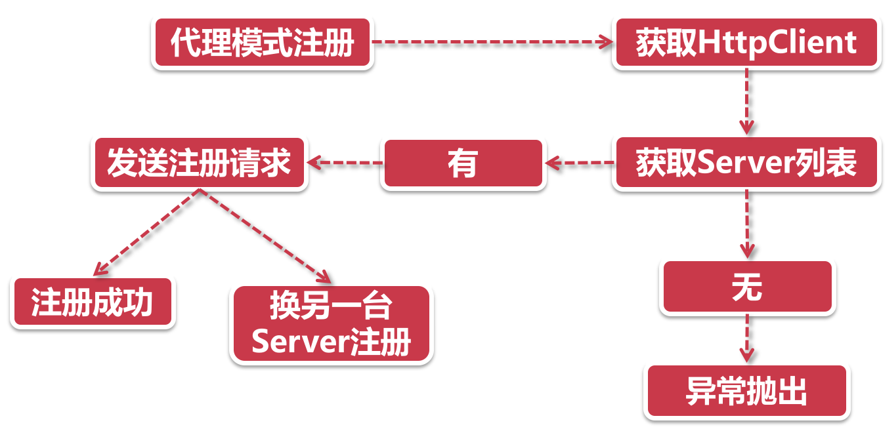 代理模式注册
获取HttpClient
发送注册请求
有
获取Server列表
注册成功
换另一台
Server注册
无
异常抛出